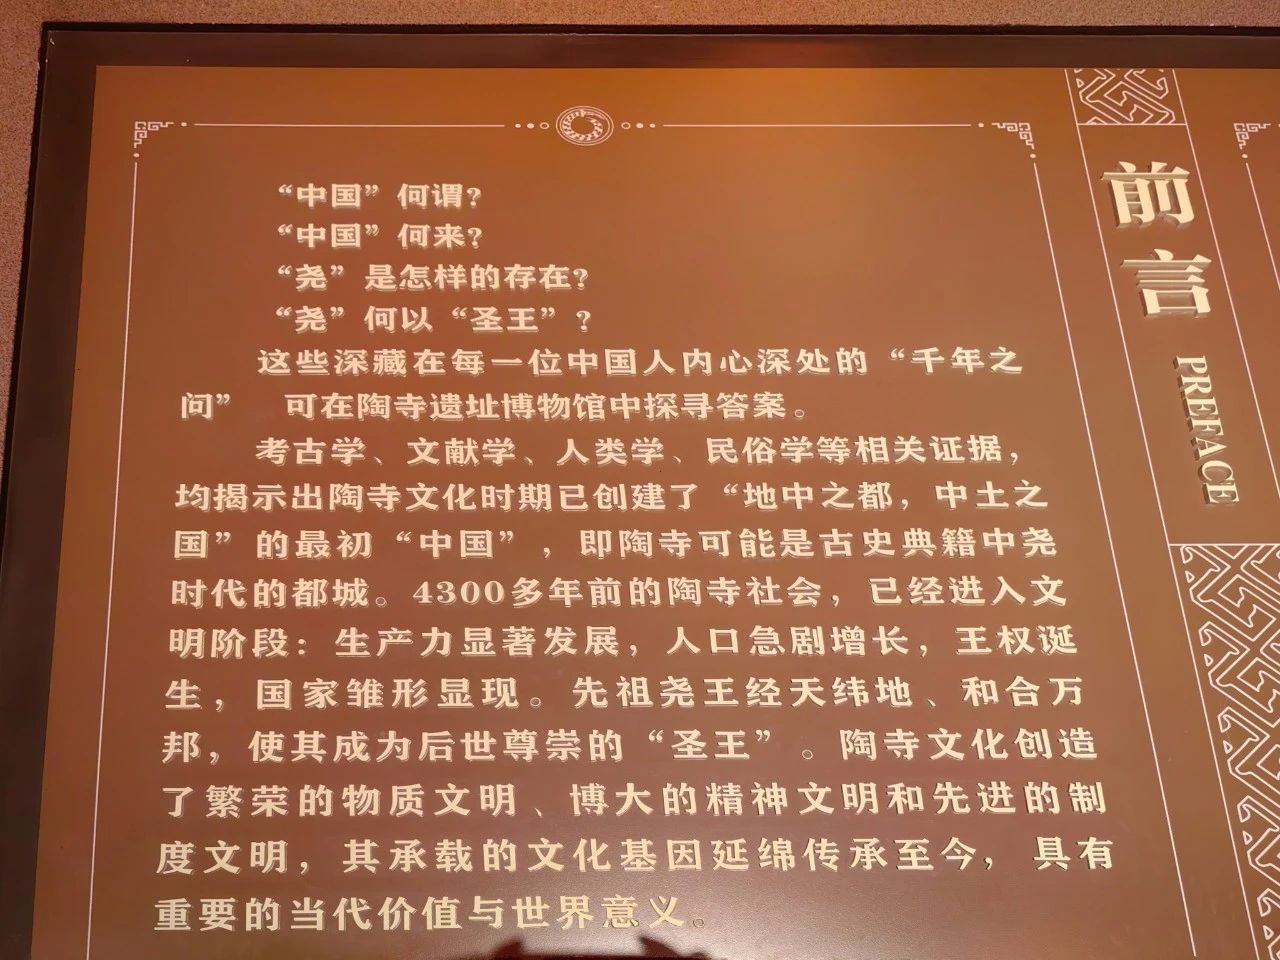 “中国”何谓？
“中国”何来？
“尧”是怎样的存在？
“尧”何以“圣王”？
这些深藏在每一位中国人内心深处的“千年之
问” 可在陶寺遗址博物馆中探寻答案。
考古学、文献学、人类学、民俗学等相关证据，
均揭示出陶寺文化时期已创建了“地中之都，中土之
国”的最初“中国”，即陶寺可能是古史典籍中尧
时代的都城。4300多年前的陶寺社会，已经进入文
明阶段：生产力显著发展，人口急剧增长，王权诞
生，国家雏形显现。先祖尧王经天纬地、和合万
邦，使其成为后世尊崇的“圣王”。陶寺文化创造
了繁荣的物质文明、博大的精神文明和先进的制
度文明，其承载的文化基因延绵传承至今，具有
重要的当代价值与世界意义。
前言
PREFACE